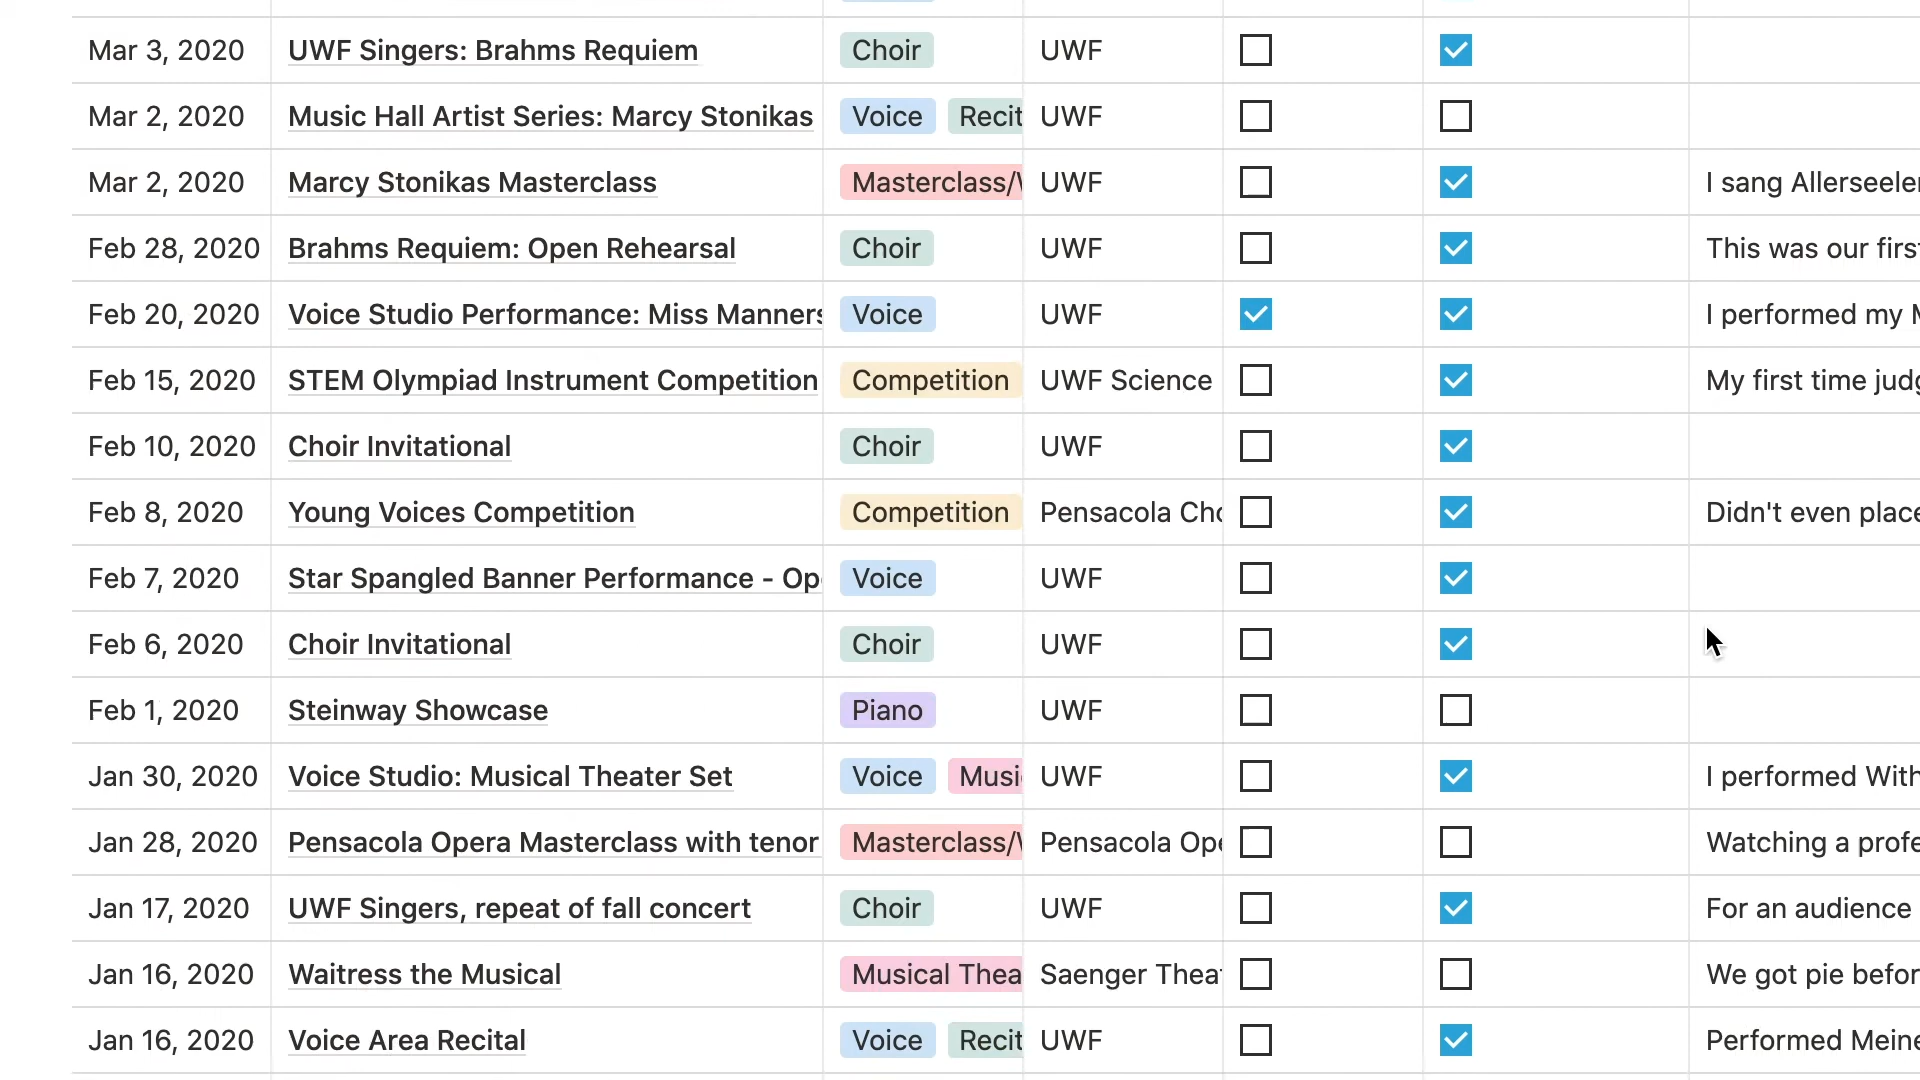 Mar 3, 2020 UWF Singers: Brahms Requiem Choir UWF
Mar 2, 2020 Music Hall Artist Series: Marcy Stonikas Voice Recit UWF
Mar 2, 2020 Marcy Stonikas Masterclass Masterclass/ UWF I sang Allerseelen
Feb 28, 2020 Brahms Requiem: Open Rehearsal Choir UWF This was our firs
Feb 20, 2020 Voice Studio Performance: Miss Manners Voice UWF I performed my
Feb 15, 2020 STEM Olympiad Instrument Competition Competition UWF Science My first time judg
Feb 10, 2020 Choir Invitational Choir UWF
Feb 8, 2020 Young Voices Competition Competition Pensacola Cho Didn't even place
Feb 7, 2020 Star Spangled Banner Performance - Op Voice UWF
Feb 6, 2020 Choir Invitational Choir UWF
Feb 1, 2020 Steinway Showcase Piano UWF
Jan 30, 2020 Voice Studio: Musical Theater Set Voice Musi UWF I performed With
Jan 28, 2020 Pensacola Opera Masterclass with tenor Masterclass/ Pensacola Ope Watching a profe
Jan 17, 2020 UWF Singers, repeat of fall concert Choir UWF For an audience
Jan 16, 2020 Waitress the Musical Musical Thea Saenger Theat We got pie befor
Jan 16, 2020 Voice Area Recital Voice Recit UWF Performed Meine